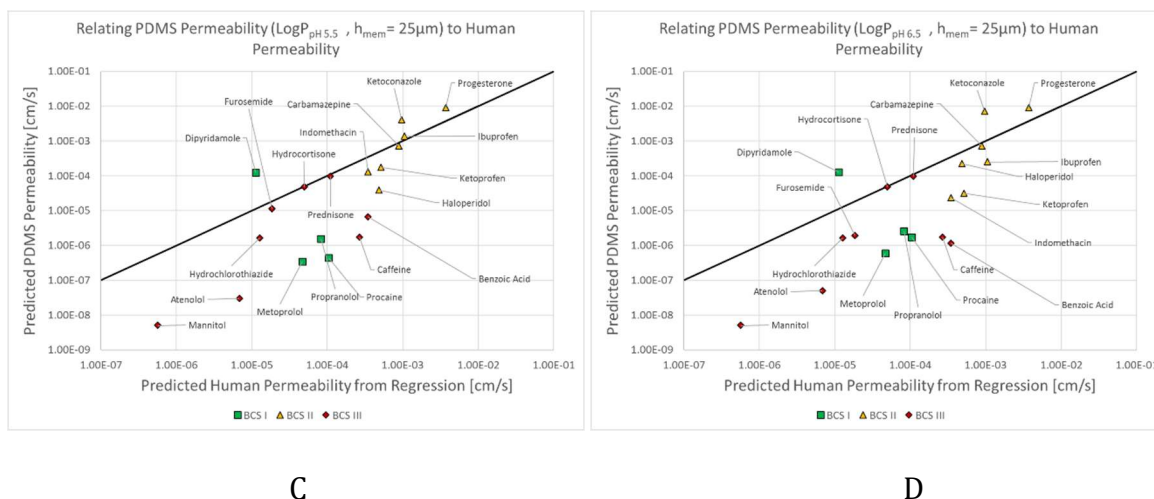 Relating PDMS Permeability (LogPpH 5.5 , hmem= 25µm) to Human
Permeability
Predicted PDMS Permeability [cm/s]
1.00E-01
1.00E-02
1.00E-03
1.00E-04
1.00E-05
1.00E-06
1.00E-07
1.00E-08
1.00E-09
Ketoconazole
Progesterone
Furosemide
Carbamazepine
Indomethacin
Ibuprofen
Dipyridamole
Hydrocortisone
Ketoprofen
Haloperidol
Prednisone
Hydrochlorothiazide
Caffeine
Benzoic Acid
Atenolol
Propranolol
Procaine
Metoprolol
Mannitol
1.00E-07 1.00E-06 1.00E-05 1.00E-04 1.00E-03 1.00E-02 1.00E-01
Predicted Human Permeability from Regression [cm/s]
BCS I BCS II BCS III
C
Relating PDMS Permeability (LogPpH 6.5 , hmem= 25µm) to Human
Permeability
Predicted PDMS Permeability [cm/s]
1.00E-01
1.00E-02
1.00E-03
1.00E-04
1.00E-05
1.00E-06
1.00E-07
1.00E-08
1.00E-09
Ketoconazole
Progesterone
Carbamazepine
Hydrocortisone
Prednisone
Dipyridamole
Ibuprofen
Haloperidol
Furosemide
Ketoprofen
Indomethacin
Hydrochlorothiazide
Caffeine
Atenolol
Metoprolol
Procaine
Benzoic Acid
Propranolol
Mannitol
1.00E-07 1.00E-06 1.00E-05 1.00E-04 1.00E-03 1.00E-02 1.00E-01
Predicted Human Permeability from Regression [cm/s]
BCS I BCS II BCS III
D